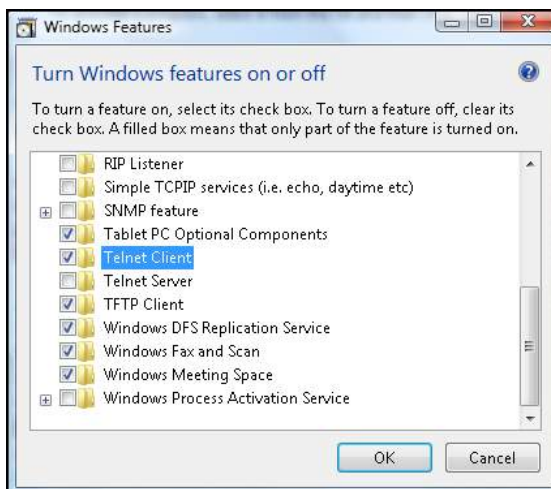 Windows Features
Turn Windows features on or off
To turn a feature on, select its check box. To turn a feature off, clear its
check box. A filled box means that only part of the feature is turned on.
RIP Listener
Simple TCPIP services (i.e. echo, daytime etc)
SNMP feature
Tablet PC Optional Components
Telnet Client
Telnet Server
TFTP Client
Windows DFS Replication Service
Windows Fax and Scan
Windows Meeting Space
Windows Process Activation Service
OK
Cancel